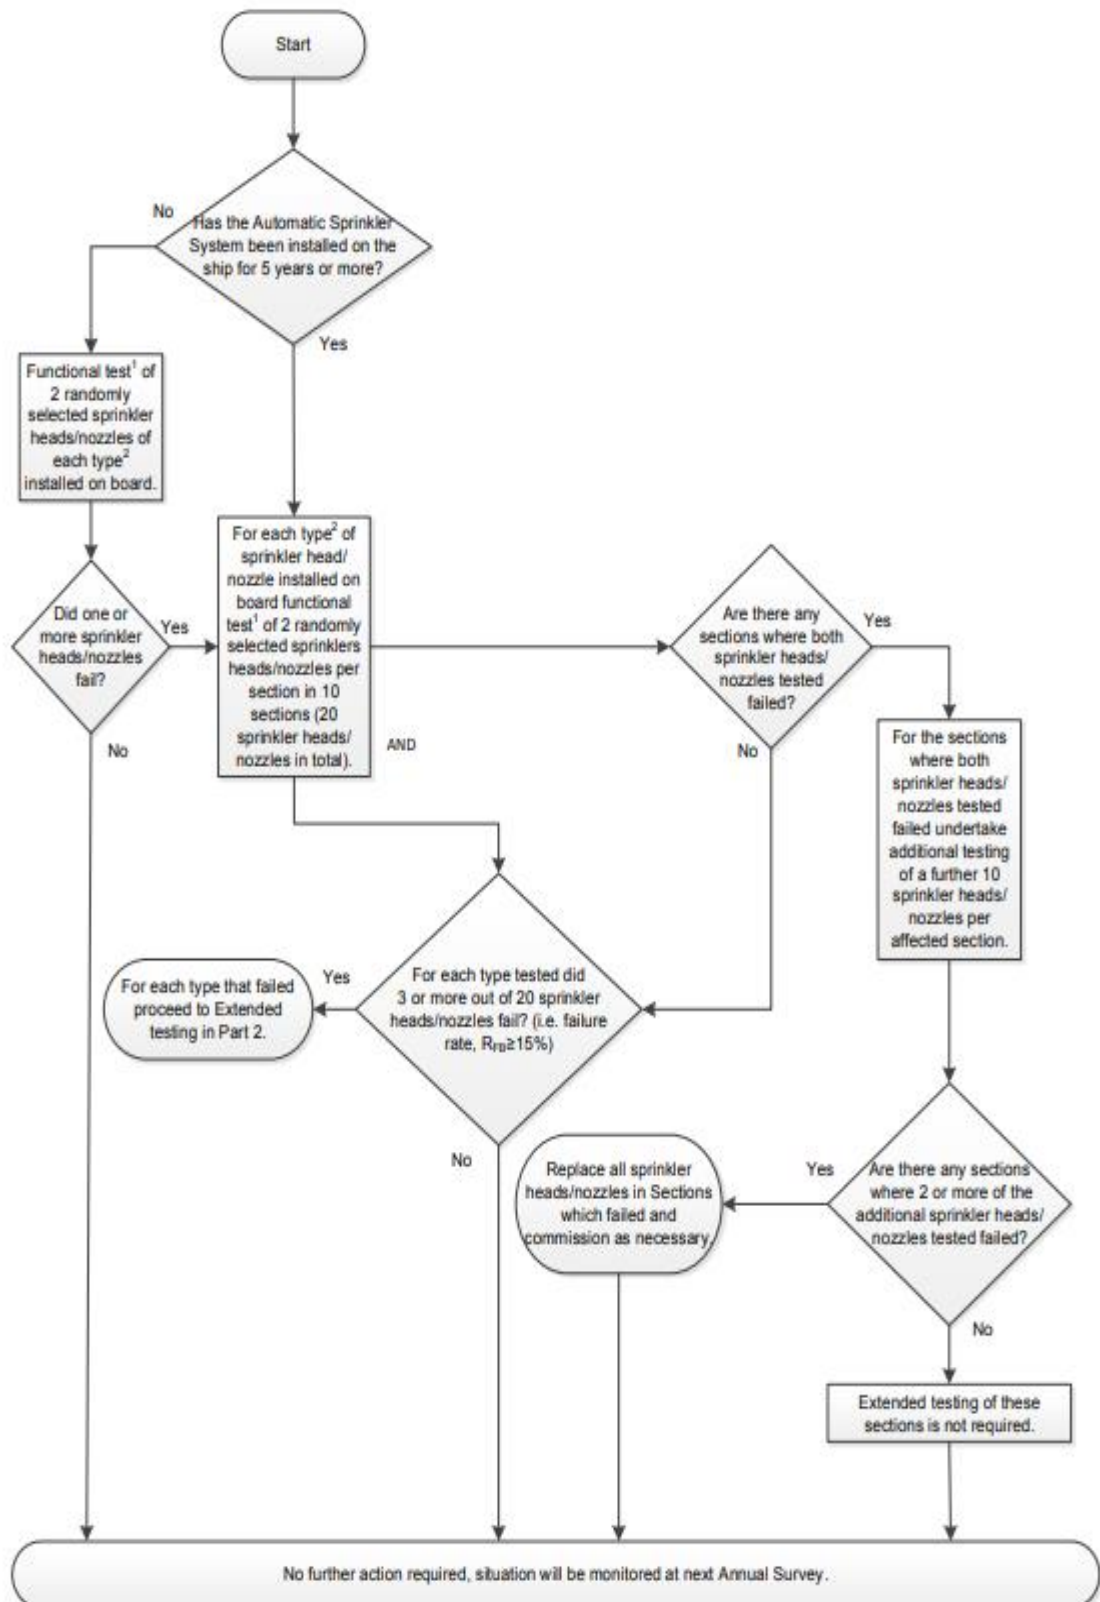 Start
No
Has the Automatic Sprinkler
System been installed on the
ship for 5 years or more?
Yes
Functional test¹ of
2 randomly
selected sprinkler
heads/nozzles of
each type²
installed on board.
Did one or
more sprinkler
heads/nozzles
fail?
Yes
No
For each type² of
sprinkler head/
nozzle installed on
board functional
test¹ of 2 randomly
selected sprinklers
heads/nozzles per
section in 10
sections (20
sprinkler heads/
nozzles in total).
AND
Are there any
sections where both
sprinkler heads/
nozzles tested
failed?
Yes
No
For the sections
where both
sprinkler heads/
nozzles tested
failed undertake
additional testing
of a further 10
sprinkler heads/
nozzles per
affected section.
For each type tested did
3 or more out of 20 sprinkler
heads/nozzles fail? (i.e. failure
rate, RFB≥15%)
Yes
For each type that failed
proceed to Extended
testing in Part 2.
No
Are there any sections
where 2 or more of the
additional sprinkler heads/
nozzles tested failed?
Yes
Replace all sprinkler
heads/nozzles in Sections
which failed and
commission as necessary.
No
Extended testing of these
sections is not required.
No further action required, situation will be monitored at next Annual Survey.